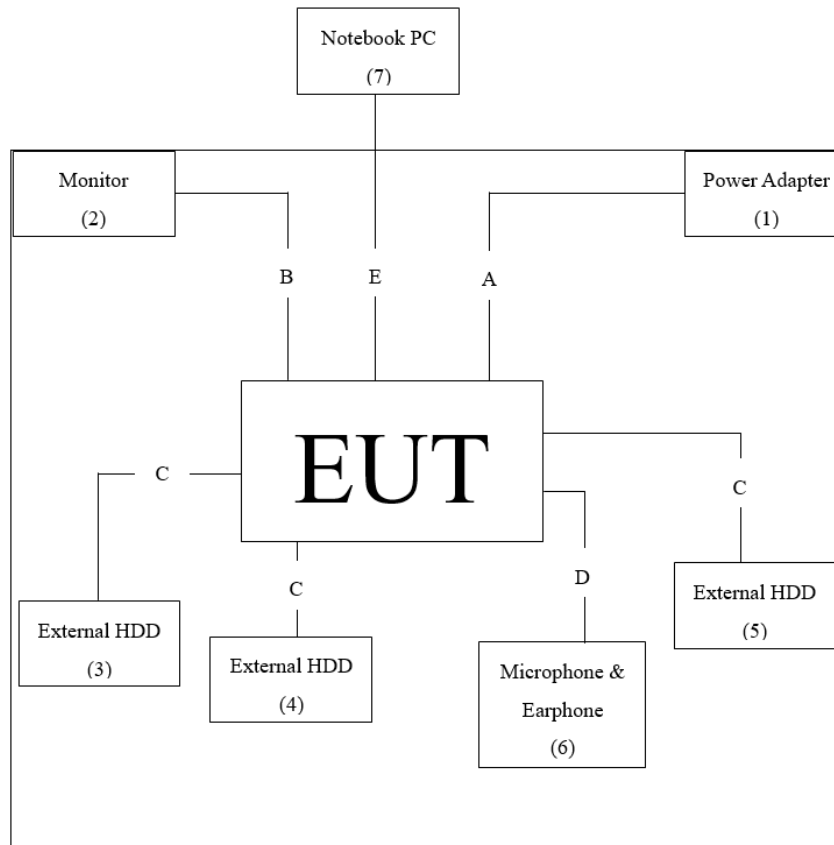 Notebook PC
(7)
Monitor
(2)
Power Adapter
(1)
B
E
A
EUT
C
C
C
D
External HDD
(3)
External HDD
(4)
Microphone &
Earphone
(6)
External HDD
(5)